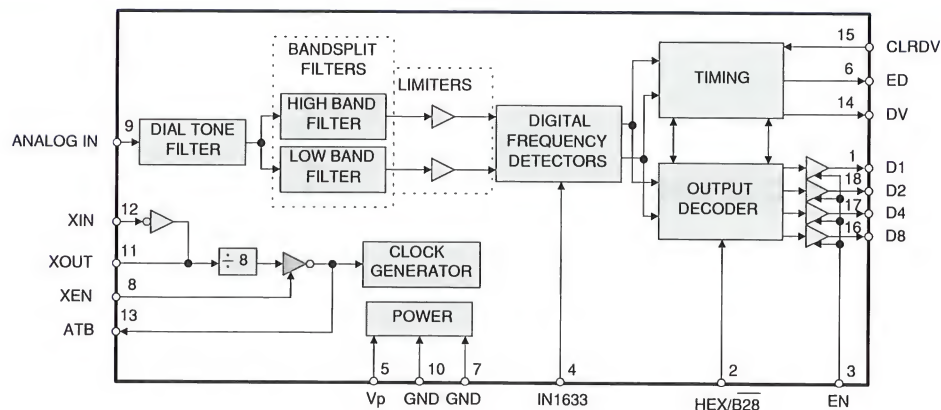 BANDSPLIT
FILTERS
LIMITERS
15
CLRDV
TIMING
6
ED
14
DV
ANALOG IN
9
DIAL TONE
FILTER
HIGH BAND
FILTER
LOW BAND
FILTER
DIGITAL
FREQUENCY
DETECTORS
OUTPUT
DECODER
1
D1
18
D2
17
D4
16
D8
XIN
12
XOUT
11
÷ 8
CLOCK
GENERATOR
XEN
8
ATB
13
POWER
5
10
7
4
2
3
Vp
GND
GND
IN1633
HEX/B28
EN